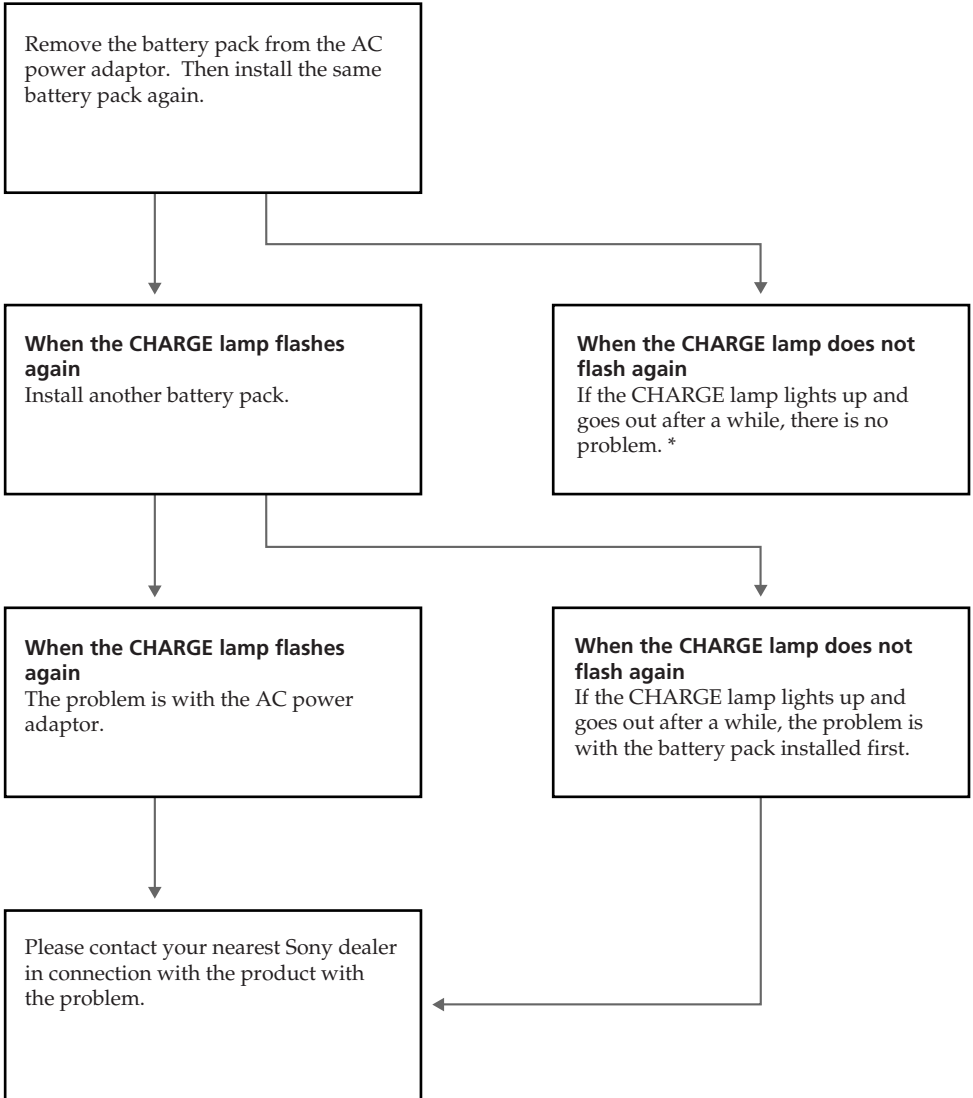 Remove the battery pack from the AC
power adaptor.  Then install the same
battery pack again.
When the CHARGE lamp flashes
again
Install another battery pack.
When the CHARGE lamp does not
flash again
If the CHARGE lamp lights up and
goes out after a while, there is no
problem. *
When the CHARGE lamp flashes
again
The problem is with the AC power
adaptor.
When the CHARGE lamp does not
flash again
If the CHARGE lamp lights up and
goes out after a while, the problem is
with the battery pack installed first.
Please contact your nearest Sony dealer
in connection with the product with
the problem.